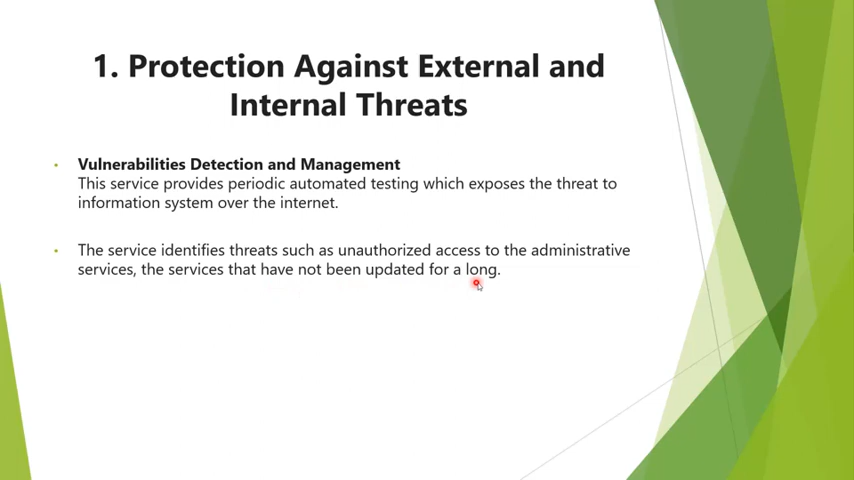 1. Protection Against External and
Internal Threats
• Vulnerabilities Detection and Management
This service provides periodic automated testing which exposes the threat to
information system over the internet.
• The service identifies threats such as unauthorized access to the administrative
services, the services that have not been updated for a long.